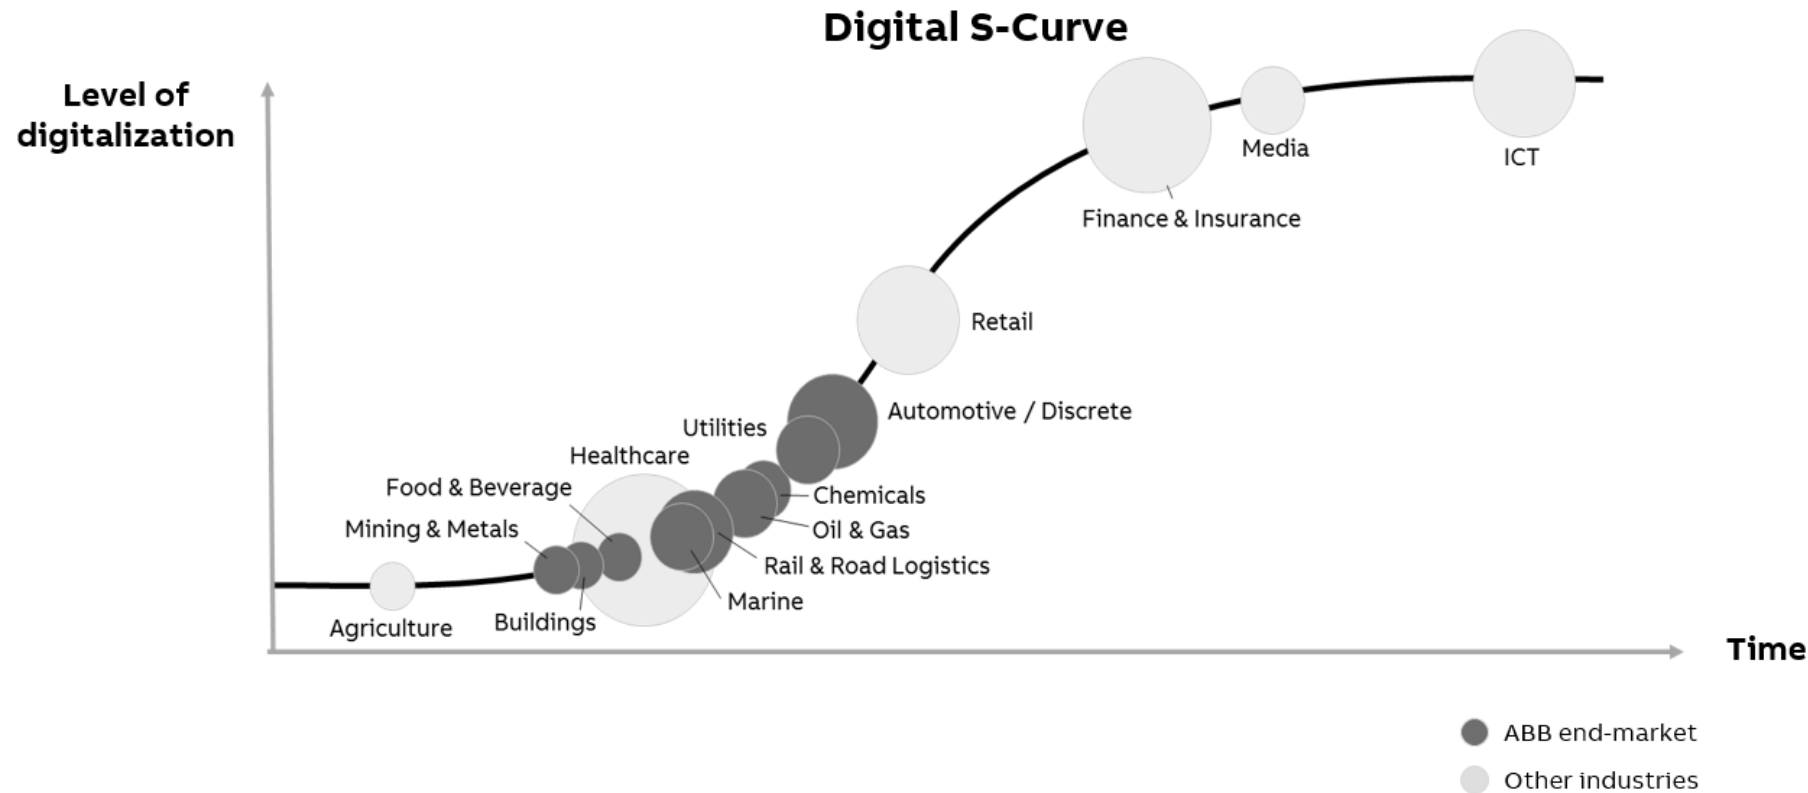 Digital S-Curve
Level of
digitalization
Media
ICT
Finance & Insurance
Retail
Automotive / Discrete
Utilities
Healthcare
Food & Beverage
Chemicals
Mining & Metals
Oil & Gas
Rail & Road Logistics
Marine
Buildings
Agriculture
Time
ABB end-market
Other industries